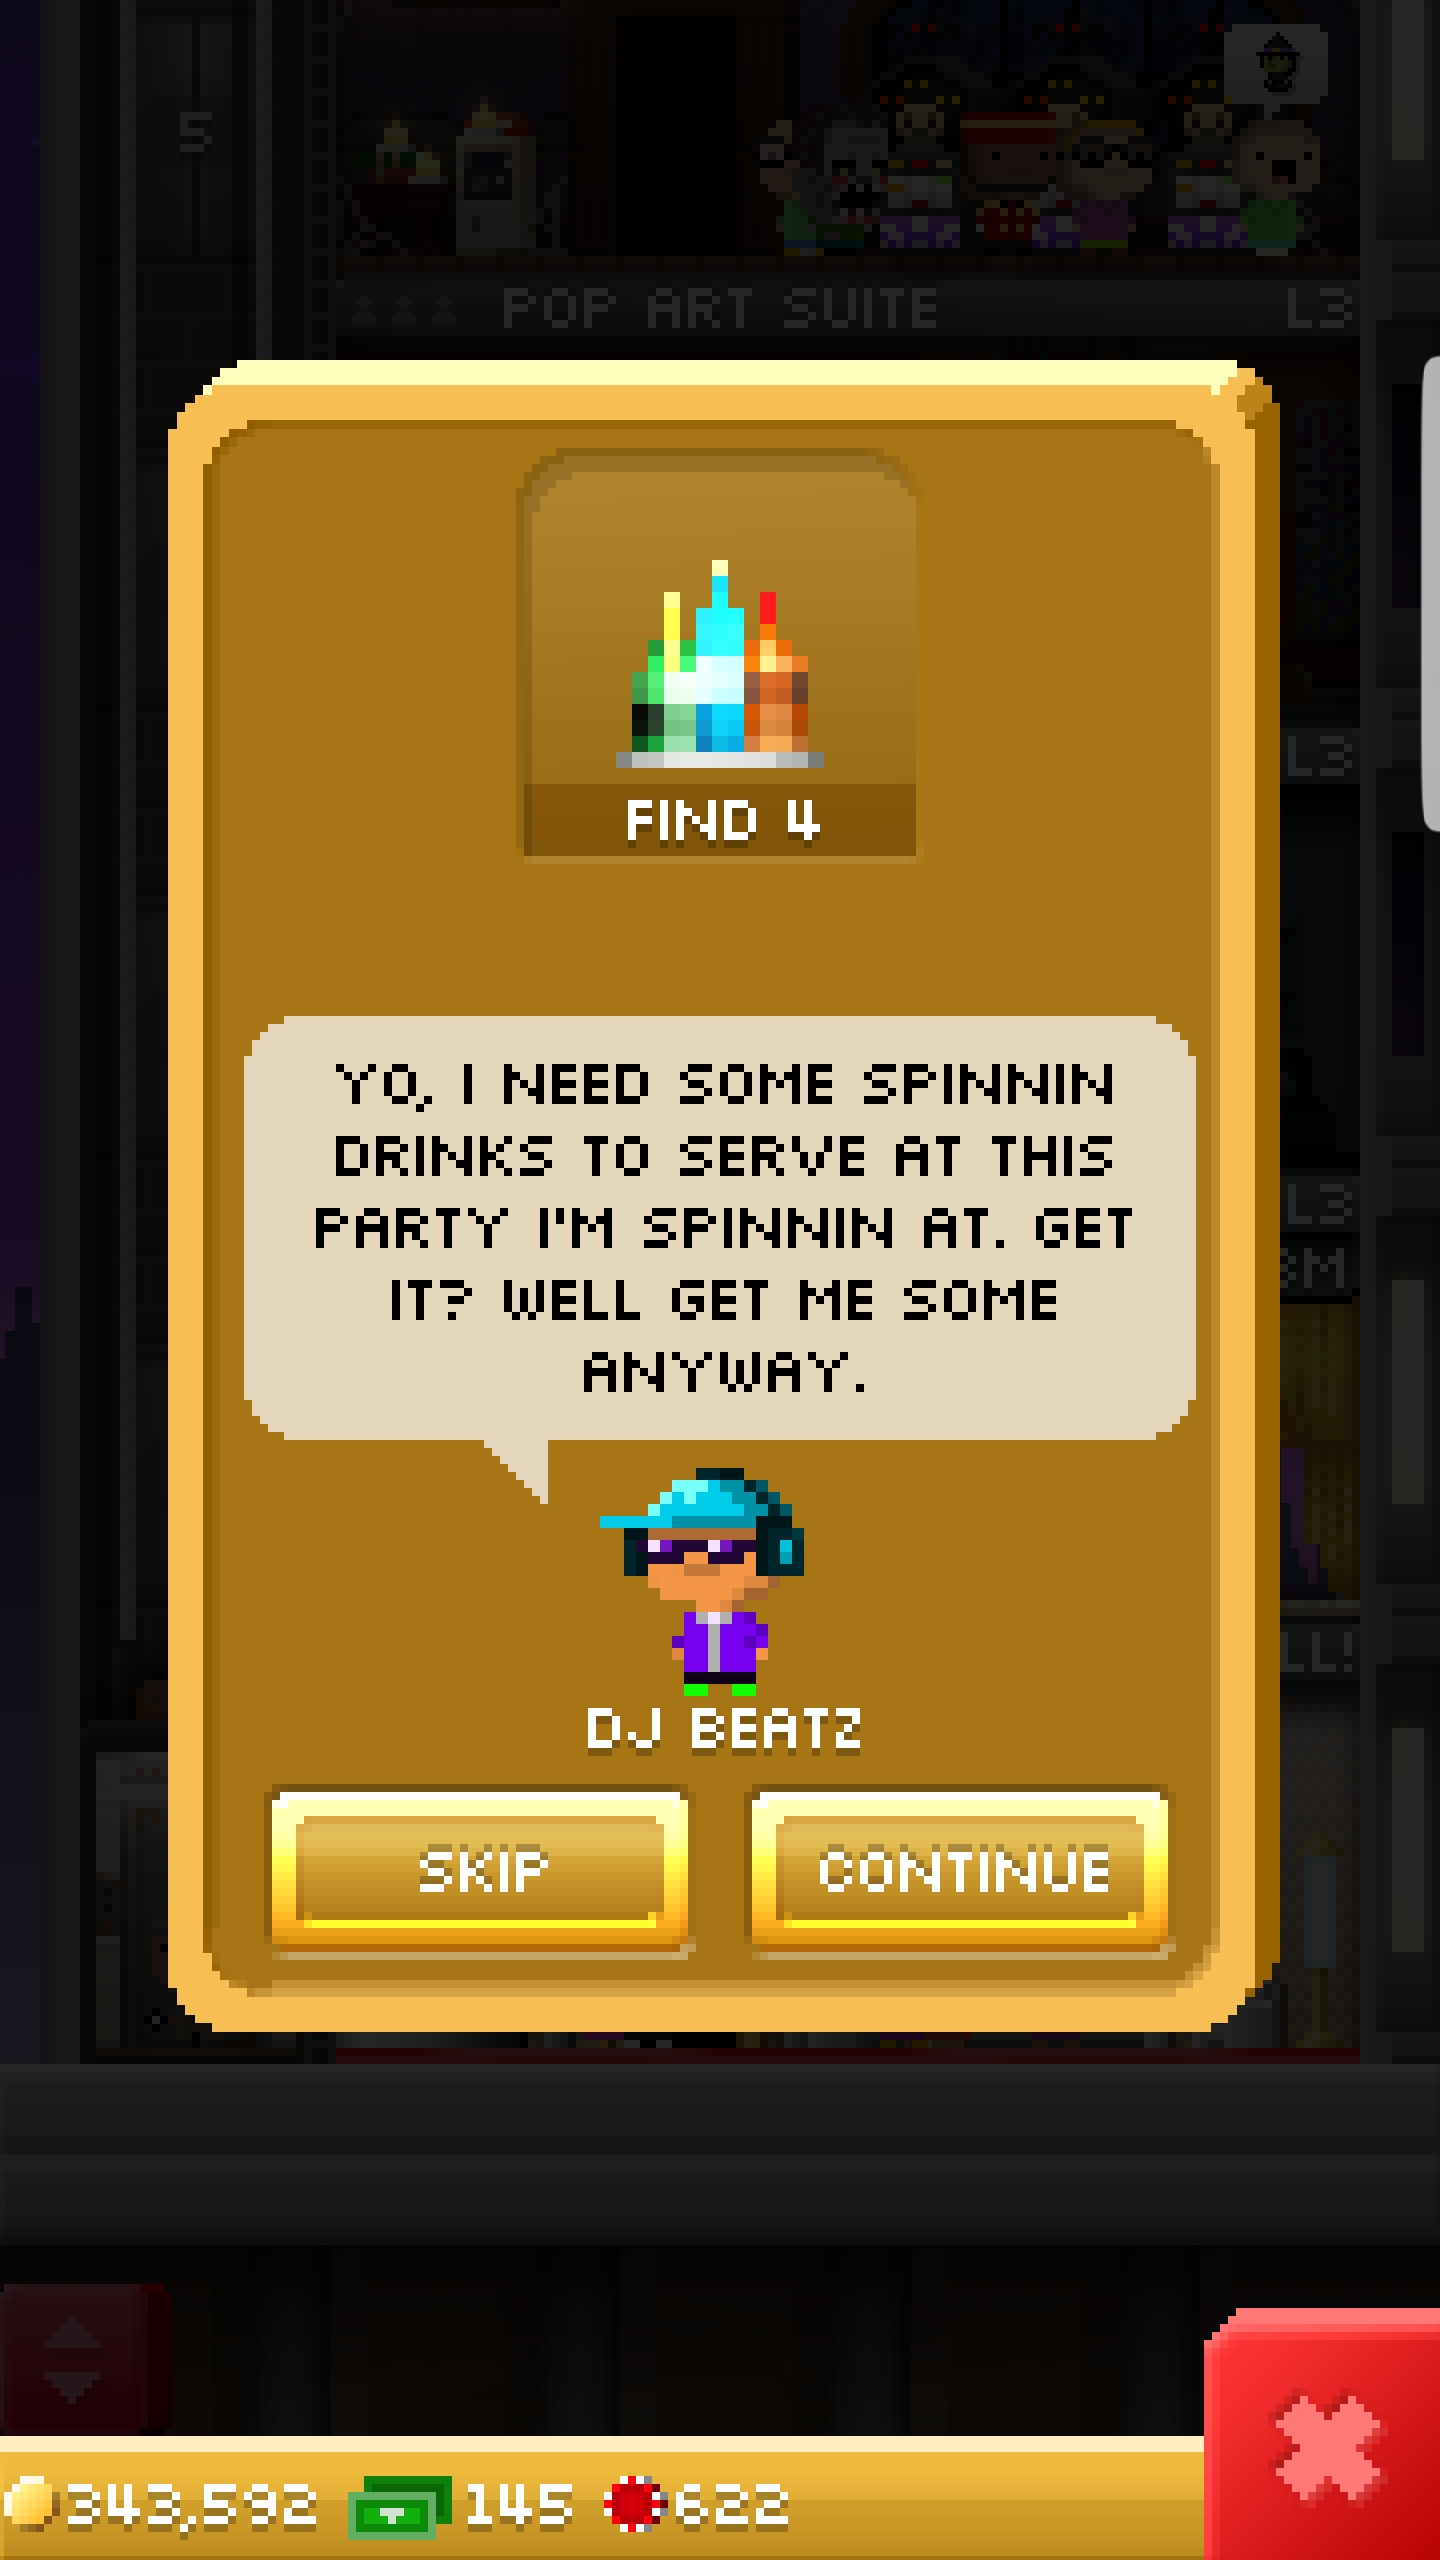 5
POP ART SUITE L3
FIND 4
L3
YO, I NEED SOME SPINNIN
DRINKS TO SERVE AT THIS
PARTY I'M SPINNIN AT. GET
IT? WELL GET ME SOME
ANYWAY.
L3
3M
LL!
DJ BEATZ
SKIP CONTINUE
343,592 145 622